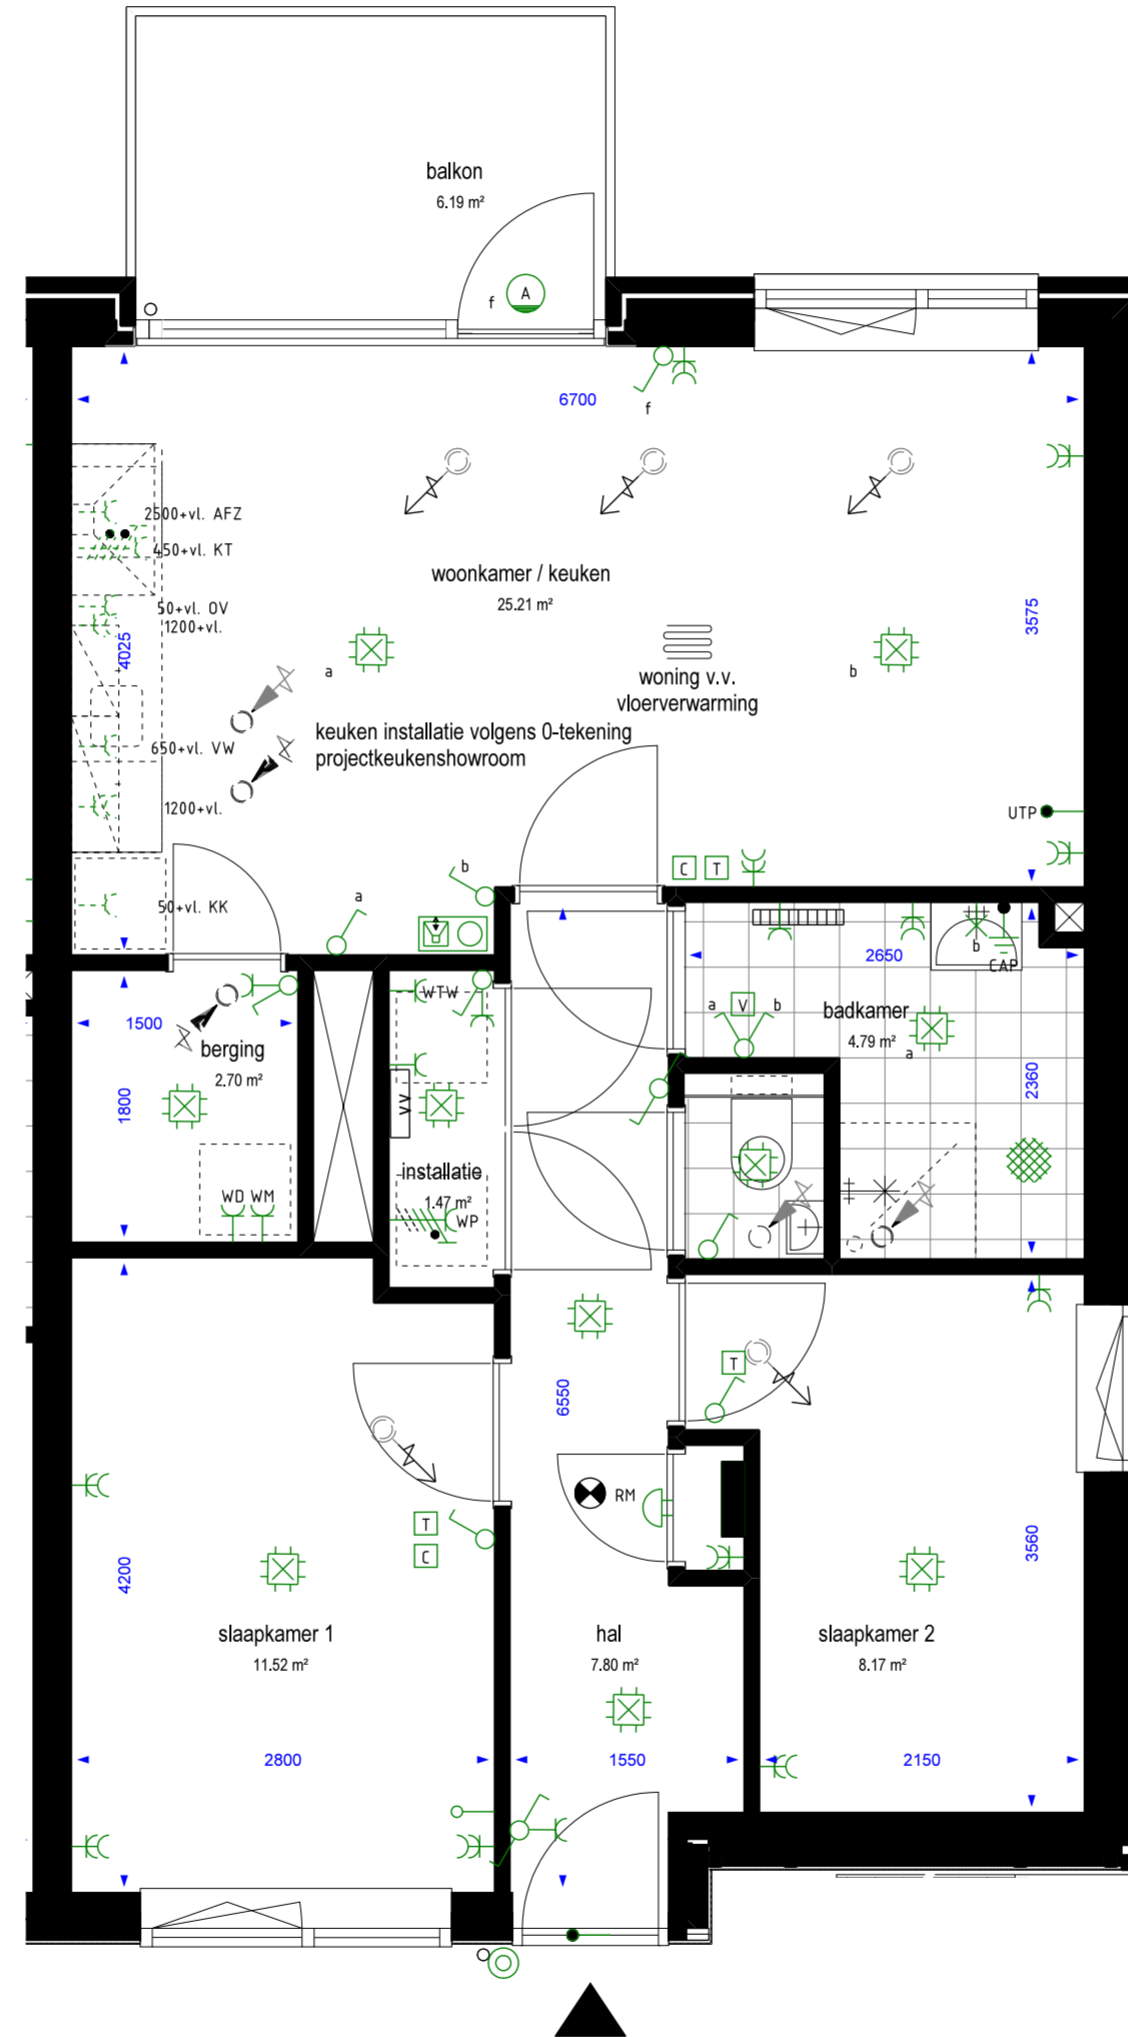 balkon
6.19 m²
f
A
6700
f
2500+vl. AFZ
450+vl. KT
woonkamer / keuken
25.21 m²
50+vl. OV
1200+vl.
4025
3575
a
b
woning v.v.
vloerverwarming
keuken installatie volgens 0-tekening
projectkeukenshowroom
650+vl. VW
1200+vl.
UTP
b
C
T
a
50+vl. KK
2650
b
CAP
WTW
1500
a
V
b
badkamer
4.79 m²
a
berging
2.70 m²
1800
VV
2360
installatie
1.47 m²
WD WM
WP
6550
T
RM
T
C
4200
3560
slaapkamer 1
11.52 m²
hal
7.80 m²
slaapkamer 2
8.17 m²
2800
1550
2150